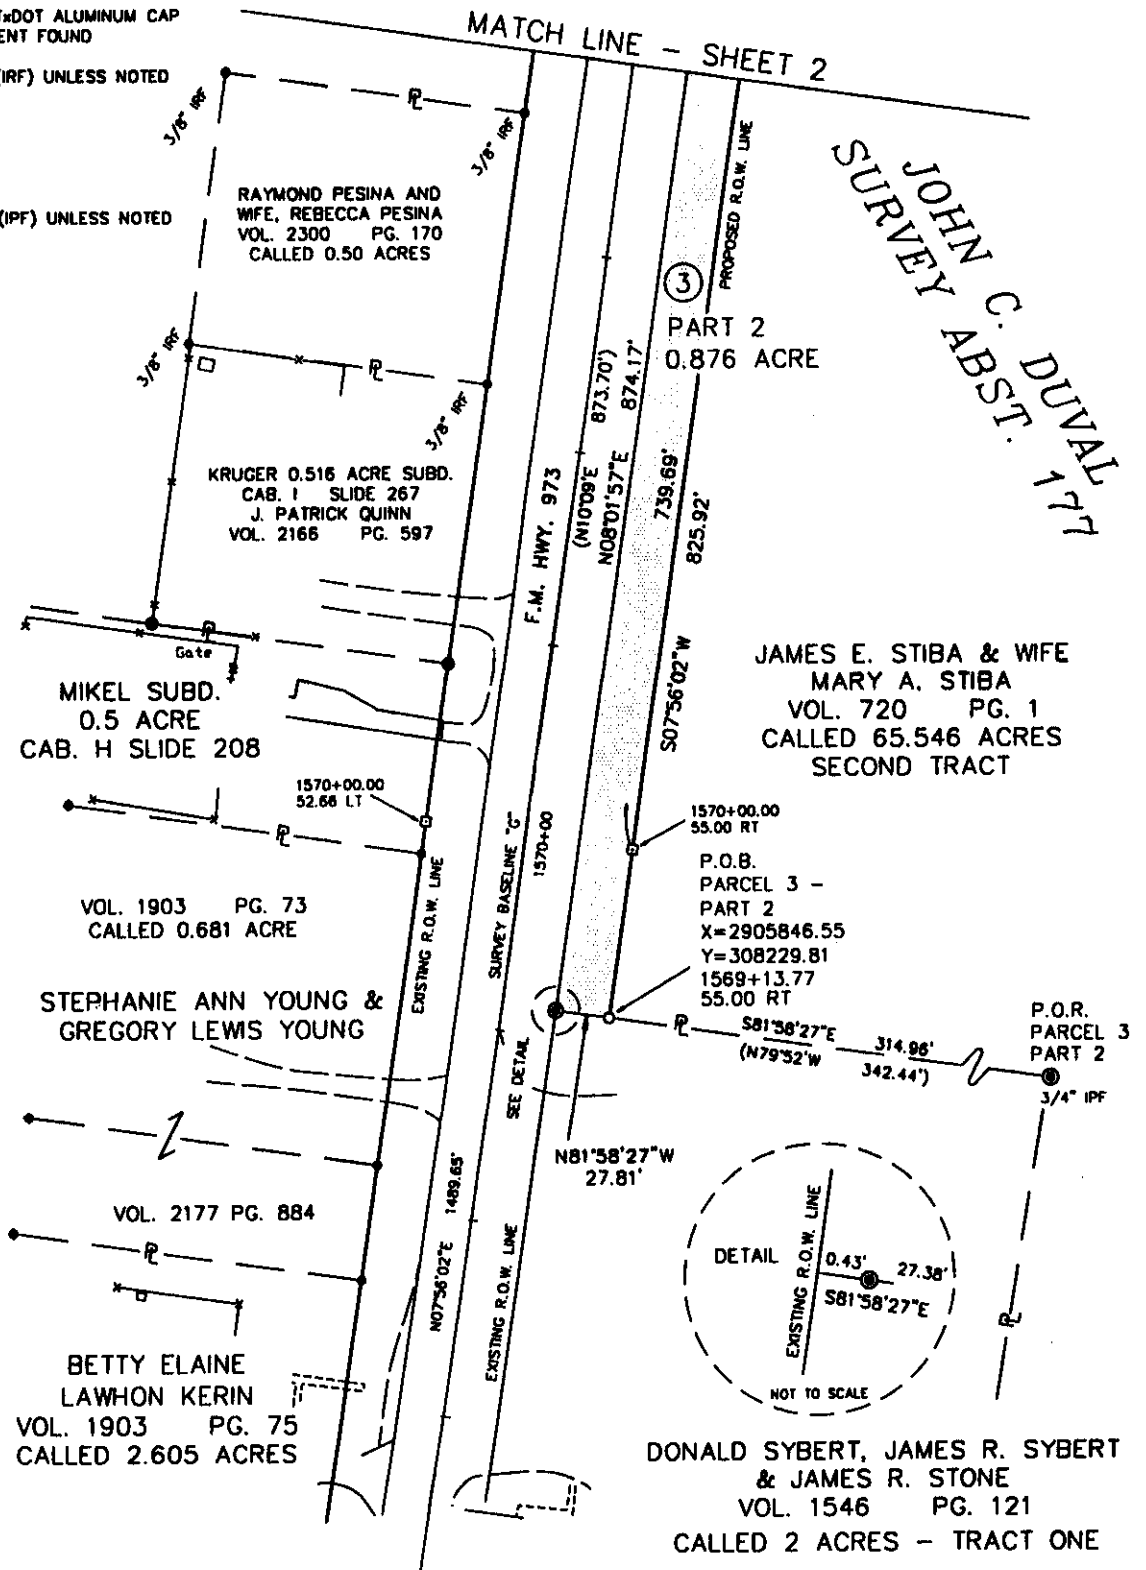 TxDOT ALUMINUM CAP
ENT FOUND
(IRF) UNLESS NOTED
(IPF) UNLESS NOTED
MATCH LINE - SHEET 2
3/8" IRF
3/8" IRF
RAYMOND PESINA AND
WIFE, REBECCA PESINA
VOL. 2300 PG. 170
CALLED 0.50 ACRES
PROPOSED R.O.W. LINE
JOHN C. DUVAL
SURVEY ABST. 177
3
PART 2
0.876 ACRE
3/8" IRF
3/8" IRF
KRUGER 0.516 ACRE SUBD.
CAB. I SLIDE 267
J. PATRICK QUINN
VOL. 2166 PG. 597
F.M. HWY. 973
(N10°09'E 873.70')
N08°01'57"E 874.17'
739.69'
825.92'
S07°56'02"W
Gate
MIKEL SUBD.
0.5 ACRE
CAB. H SLIDE 208
JAMES E. STIBA & WIFE
MARY A. STIBA
VOL. 720 PG. 1
CALLED 65.546 ACRES
SECOND TRACT
1570+00.00
52.66 LT
1570+00.00
55.00 RT
1570+00
SURVEY BASELINE "G"
EXISTING R.O.W. LINE
P.O.B.
PARCEL 3 -
PART 2
X=2905846.55
Y=308229.81
1569+13.77
55.00 RT
VOL. 1903 PG. 73
CALLED 0.681 ACRE
STEPHANIE ANN YOUNG &
GREGORY LEWIS YOUNG
SEE DETAIL
S81°58'27"E 314.96'
(N79°52'W 342.44')
P.O.R.
PARCEL 3
PART 2
3/4" IPF
N81°58'27"W
27.81'
VOL. 2177 PG. 884
N07°56'02"E 1489.65'
EXISTING R.O.W. LINE
DETAIL
EXISTING R.O.W. LINE
0.43'
27.38'
S81°58'27"E
NOT TO SCALE
BETTY ELAINE
LAWHON KERIN
VOL. 1903 PG. 75
CALLED 2.605 ACRES
DONALD SYBERT, JAMES R. SYBERT
& JAMES R. STONE
VOL. 1546 PG. 121
CALLED 2 ACRES - TRACT ONE